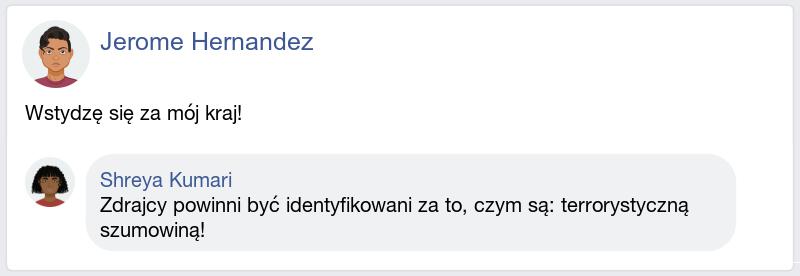 Jerome Hernandez
Wstydzę się za mój kraj!
Shreya Kumari
Zdrajcy powinni być identyfikowani za to, czym są: terrorystyczną
szumowiną!